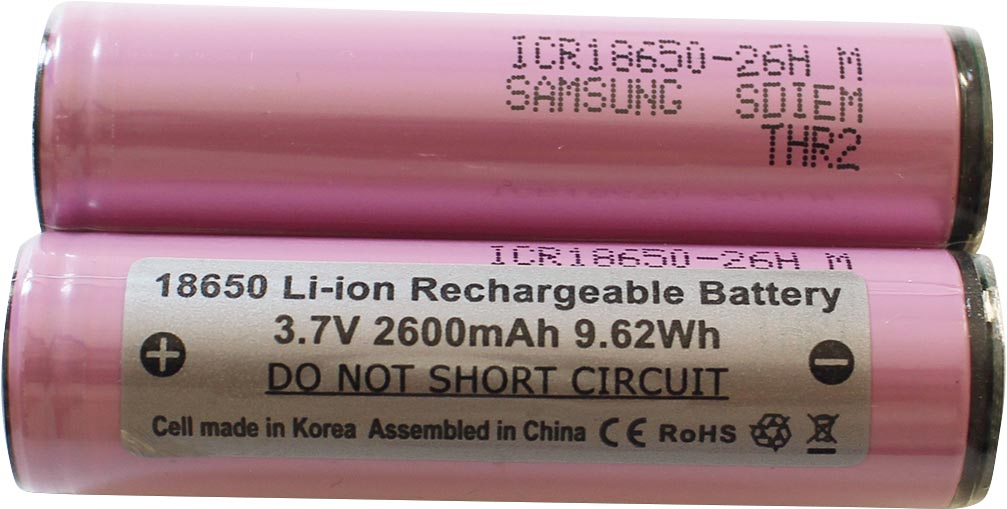 ICR18650-26H M
SAMSUNG SDIEM
THR2
ICR18650-26H M
18650 Li-ion Rechargeable Battery
3.7V 2600mAh 9.62Wh
+ -
DO NOT SHORT CIRCUIT
Cell made in Korea Assembled in China CE RoHS